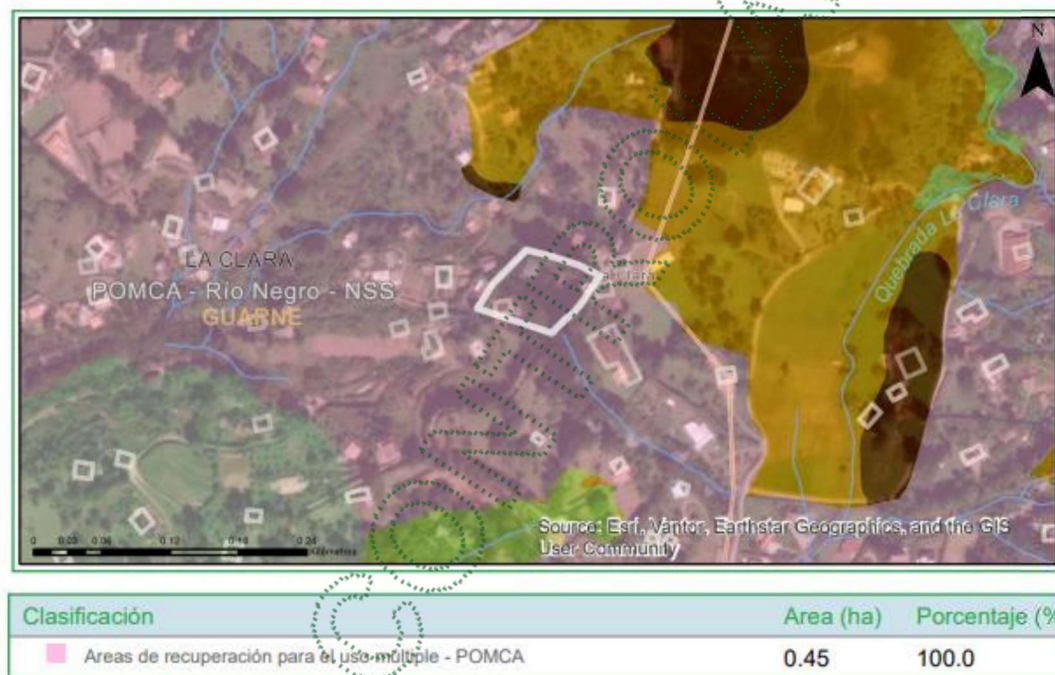 N
Quebrada La Clara
LA CLARA
POMCA - Río Negro - NSS
GUARNE
Source: Esri, Vantor, Earthstar Geographics, and the GIS
User Community
0 0.03 0.06 0.12 0.18 0.24
Kilometros
Clasificación Area (ha) Porcentaje (%
Areas de recuperación para el uso múltiple - POMCA 0.45 100.0